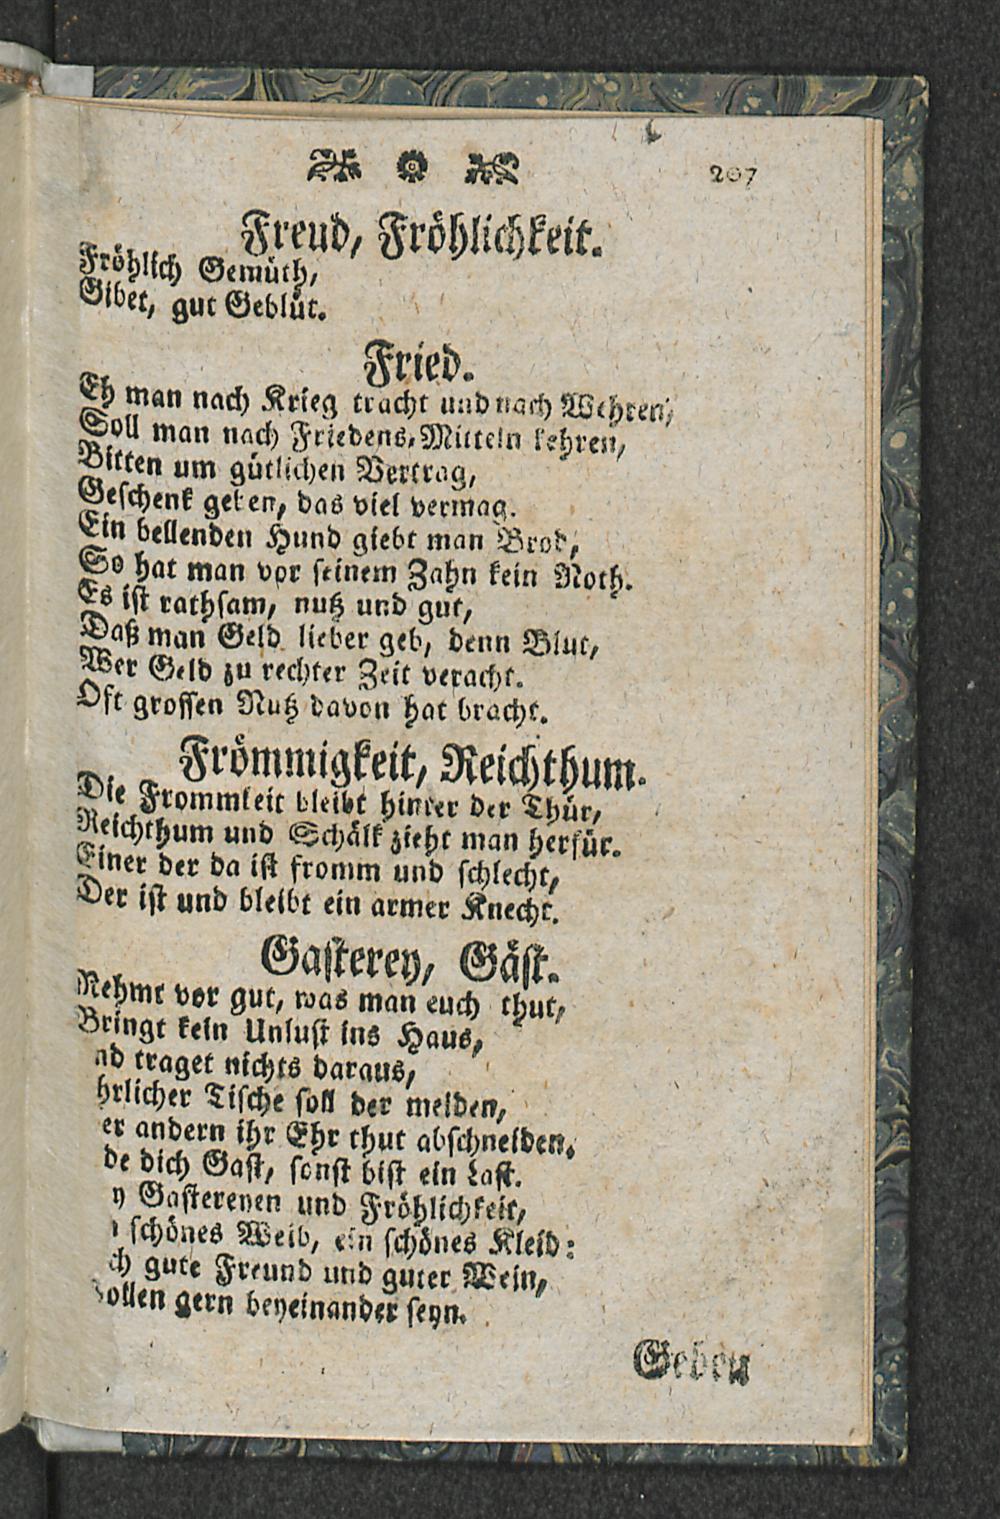 207
Freud, Fröhlichkeit.
Fröhlich Gemüth,
Gibet, gut Geblüt.
Fried.
Eh man nach Krieg tracht und nach Wehren,
Soll man nach Friedens-Mitteln kehren,
Bitten um gütlichen Vertrag,
Geschenk geben, das viel vermag.
Ein bellenden Hund giebt man Brod,
So hat man vor seinem Zahn kein Noth.
Es ist rathsam, nutz und gut,
Daß man Geld lieber geb, denn Blut,
Wer Geld zu rechter Zeit veracht.
Oft grossen Nutz davon hat bracht.
Frömmigkeit, Reichthum.
Die Frommkeit bleibt hinter der Thür,
Reichthum und Schälk zieht man herfür.
Einer der da ist fromm und schlecht,
Der ist und bleibt ein armer Knecht.
Gasterey, Gäst.
Nehmt vor gut, was man euch thut,
Bringt kein Unlust ins Haus,
nd traget nichts daraus,
hrlicher Tische soll der meiden,
er andern ihr Ehr thut abschneiden.
de dich Gast, sonst bist ein Last.
y Gastereyen und Fröhlichkeit,
schönes Weib, ein schönes Kleid:
ch gute Freund und guter Wein,
ollen gern beyeinander seyn.
Geben